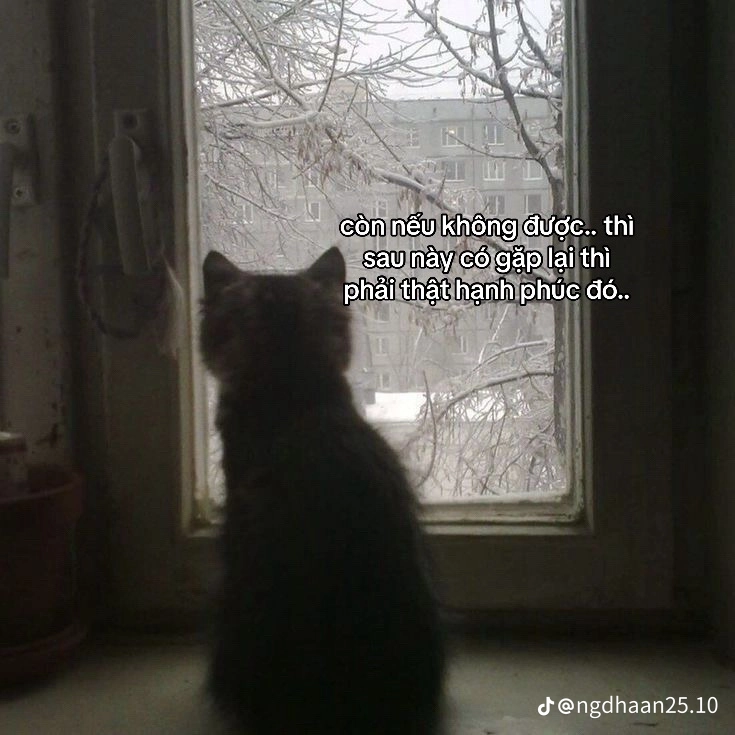 còn nếu không được.. thì
sau này có gặp lại thì
phải thật hạnh phúc đó..
@ngdhaan25.10